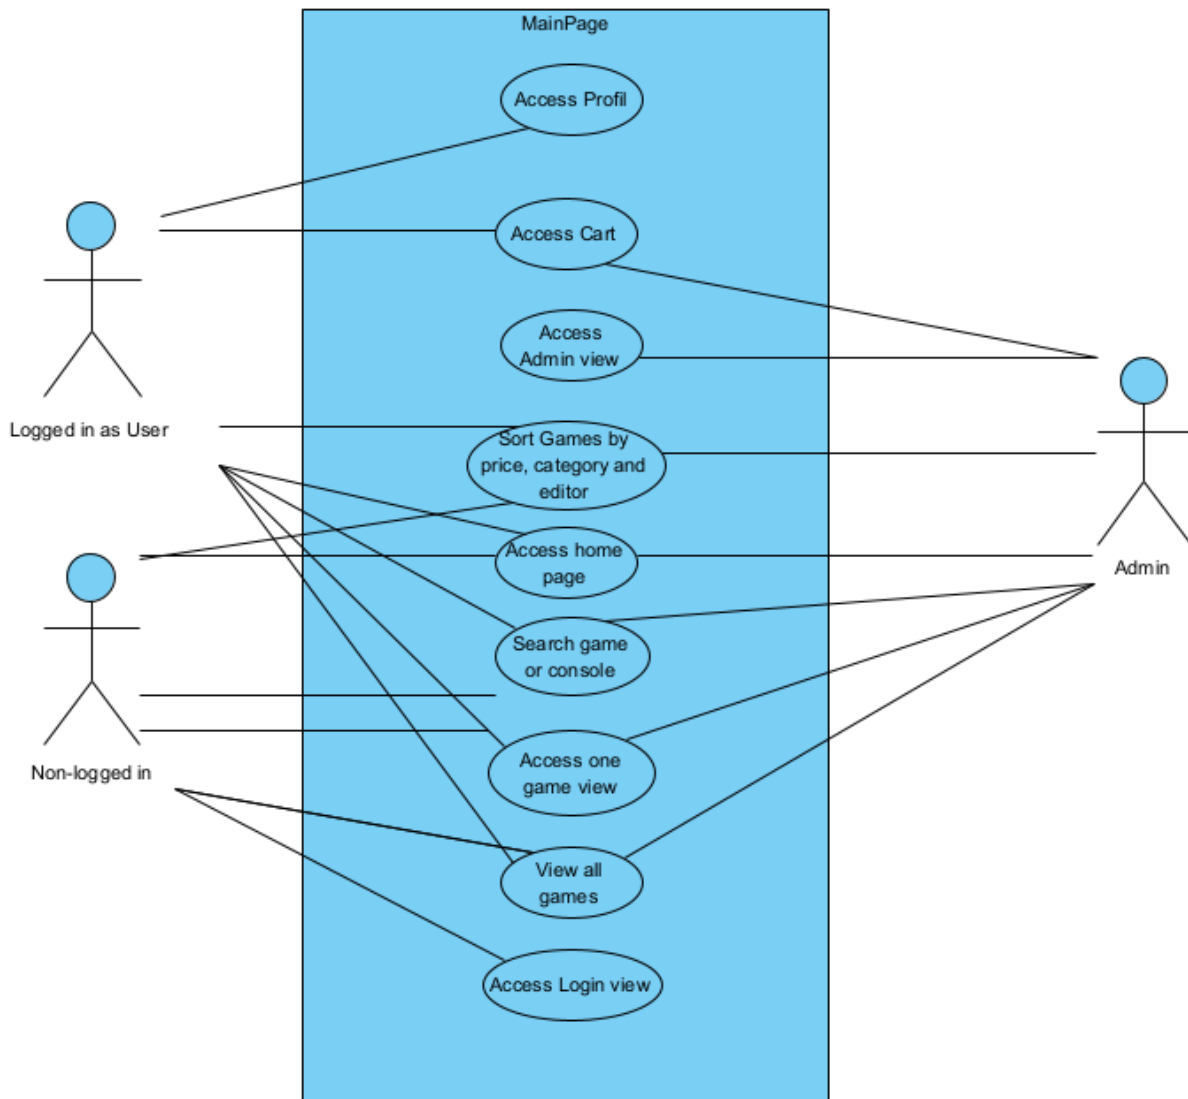 MainPage
Access Profil
Access Cart
Access
Admin view
Logged in as User
Sort Games by
price, category and
editor
Access home
page
Admin
Search game
or console
Non-logged in
Access one
game view
View all
games
Access Login view